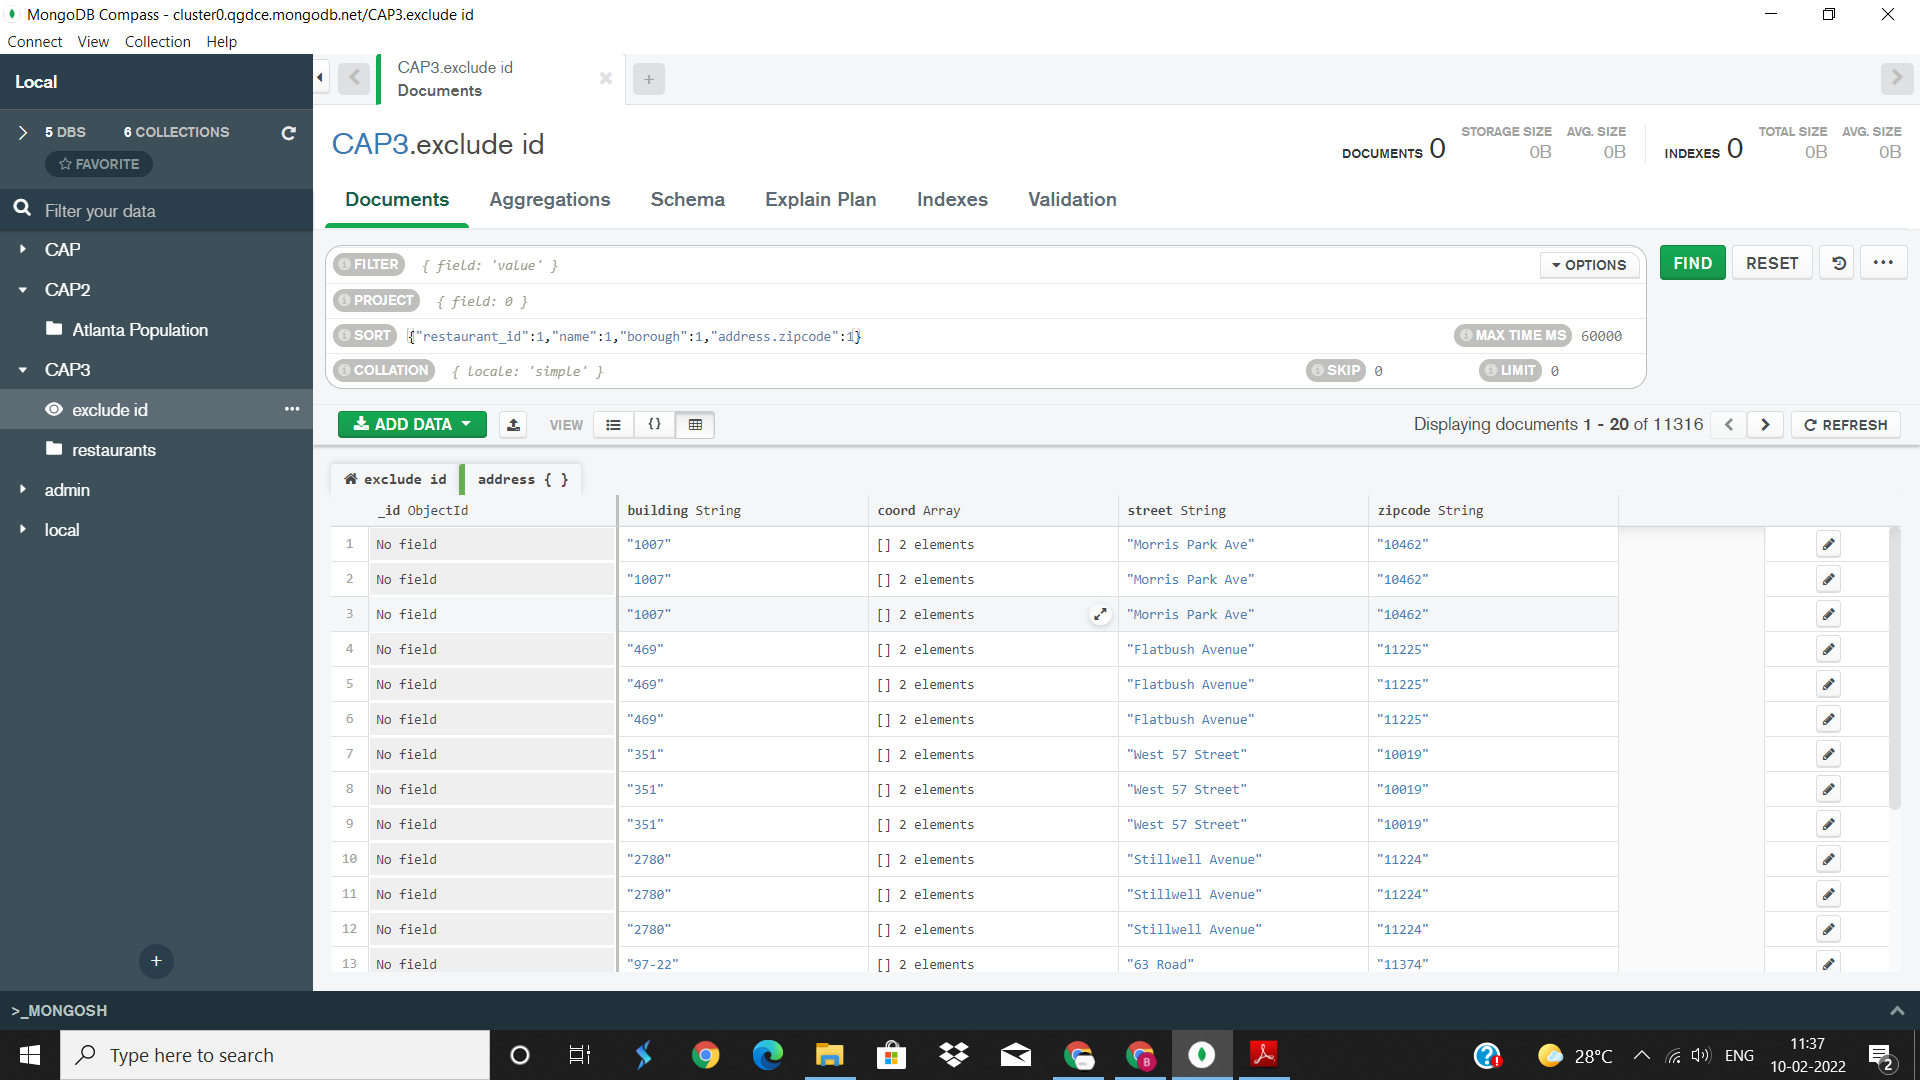 MongoDB Compass - cluster0.qgdce.mongodb.net/CAP3.exclude id
Connect View Collection Help
Local
5 DBS 6 COLLECTIONS
FAVORITE
Filter your data
CAP
CAP2
Atlanta Population
CAP3
exclude id
restaurants
admin
local
CAP3.exclude id
Documents
CAP3.exclude id
DOCUMENTS 0 STORAGE SIZE 0B AVG. SIZE 0B INDEXES 0 TOTAL SIZE 0B AVG. SIZE 0B
Documents Aggregations Schema Explain Plan Indexes Validation
FILTER { field: 'value' } OPTIONS FIND RESET
PROJECT { field: 0 }
SORT {"restaurant_id":1,"name":1,"borough":1,"address.zipcode":1} MAX TIME MS 60000
COLLATION { locale: 'simple' } SKIP 0 LIMIT 0
ADD DATA VIEW {} Displaying documents 1 - 20 of 11316 REFRESH
exclude id address { }
_id ObjectId building String coord Array street String zipcode String
1 No field "1007" [] 2 elements "Morris Park Ave" "10462"
2 No field "1007" [] 2 elements "Morris Park Ave" "10462"
3 No field "1007" [] 2 elements "Morris Park Ave" "10462"
4 No field "469" [] 2 elements "Flatbush Avenue" "11225"
5 No field "469" [] 2 elements "Flatbush Avenue" "11225"
6 No field "469" [] 2 elements "Flatbush Avenue" "11225"
7 No field "351" [] 2 elements "West 57 Street" "10019"
8 No field "351" [] 2 elements "West 57 Street" "10019"
9 No field "351" [] 2 elements "West 57 Street" "10019"
10 No field "2780" [] 2 elements "Stillwell Avenue" "11224"
11 No field "2780" [] 2 elements "Stillwell Avenue" "11224"
12 No field "2780" [] 2 elements "Stillwell Avenue" "11224"
13 No field "97-22" [] 2 elements "63 Road" "11374"
>_MONGOSH
Type here to search
28°C ENG 11:37
10-02-2022
2